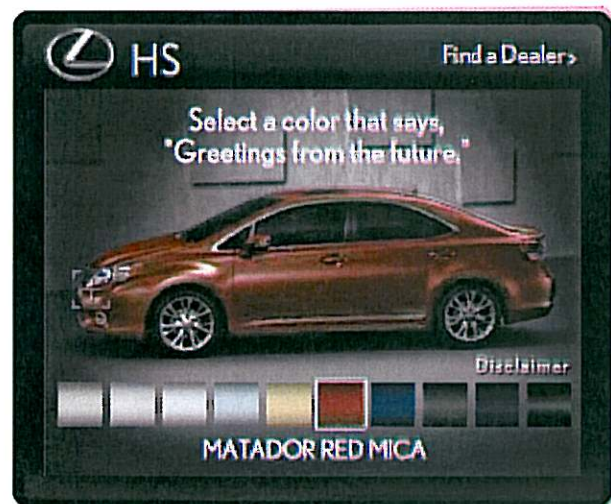 HS
Find a Dealer>
Select a color that says,
"Greetings from the future."
Disclaimer
MATADOR RED MICA